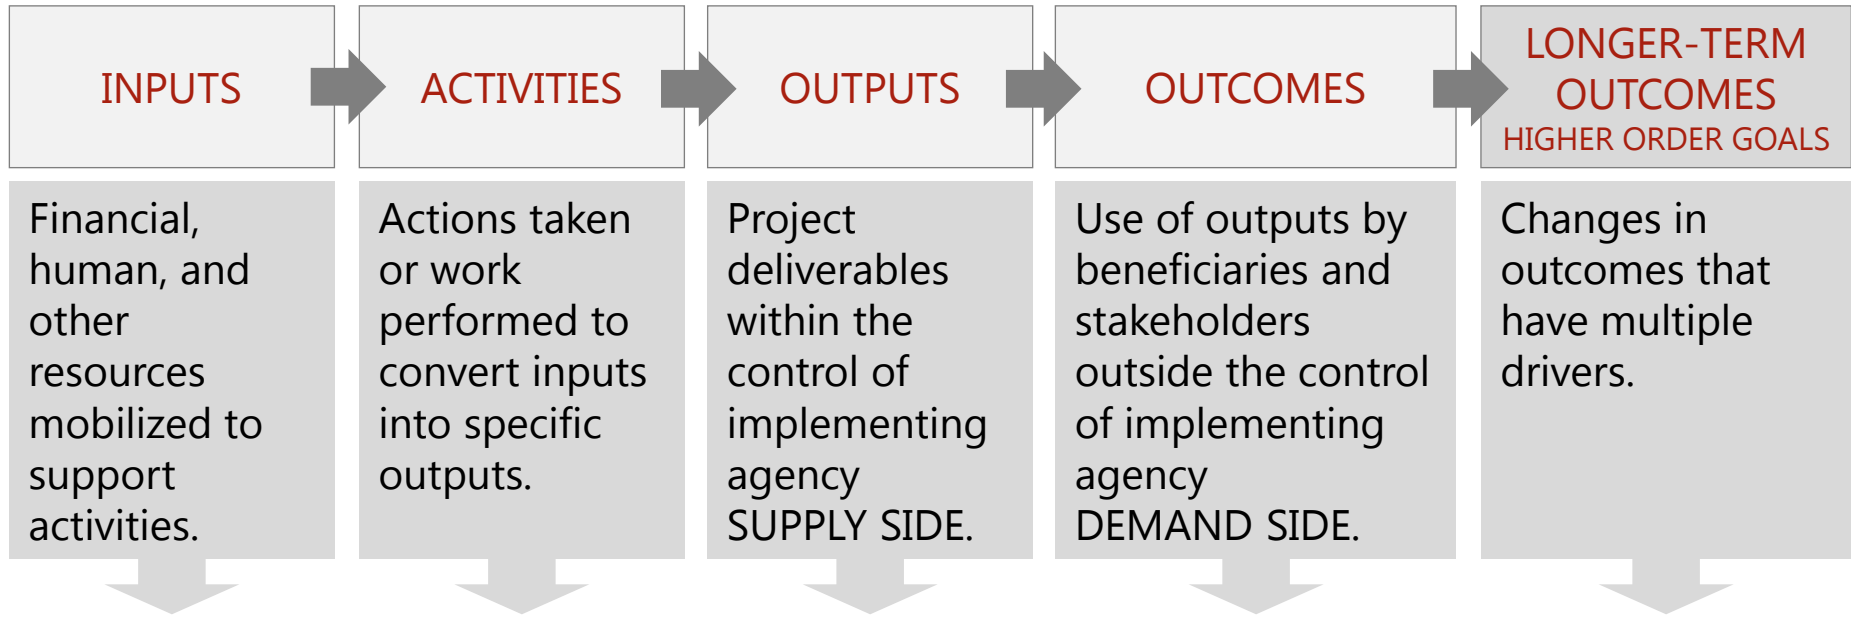 INPUTS
ACTIVITIES
OUTPUTS
OUTCOMES
LONGER-TERM
OUTCOMES
HIGHER ORDER GOALS
Financial,
human, and
other
resources
mobilized to
support
activities.
Actions taken
or work
performed to
convert inputs
into specific
outputs.
Project
deliverables
within the
control of
implementing
agency
SUPPLY SIDE.
Use of outputs by
beneficiaries and
stakeholders
outside the control
of implementing
agency
DEMAND SIDE.
Changes in
outcomes that
have multiple
drivers.